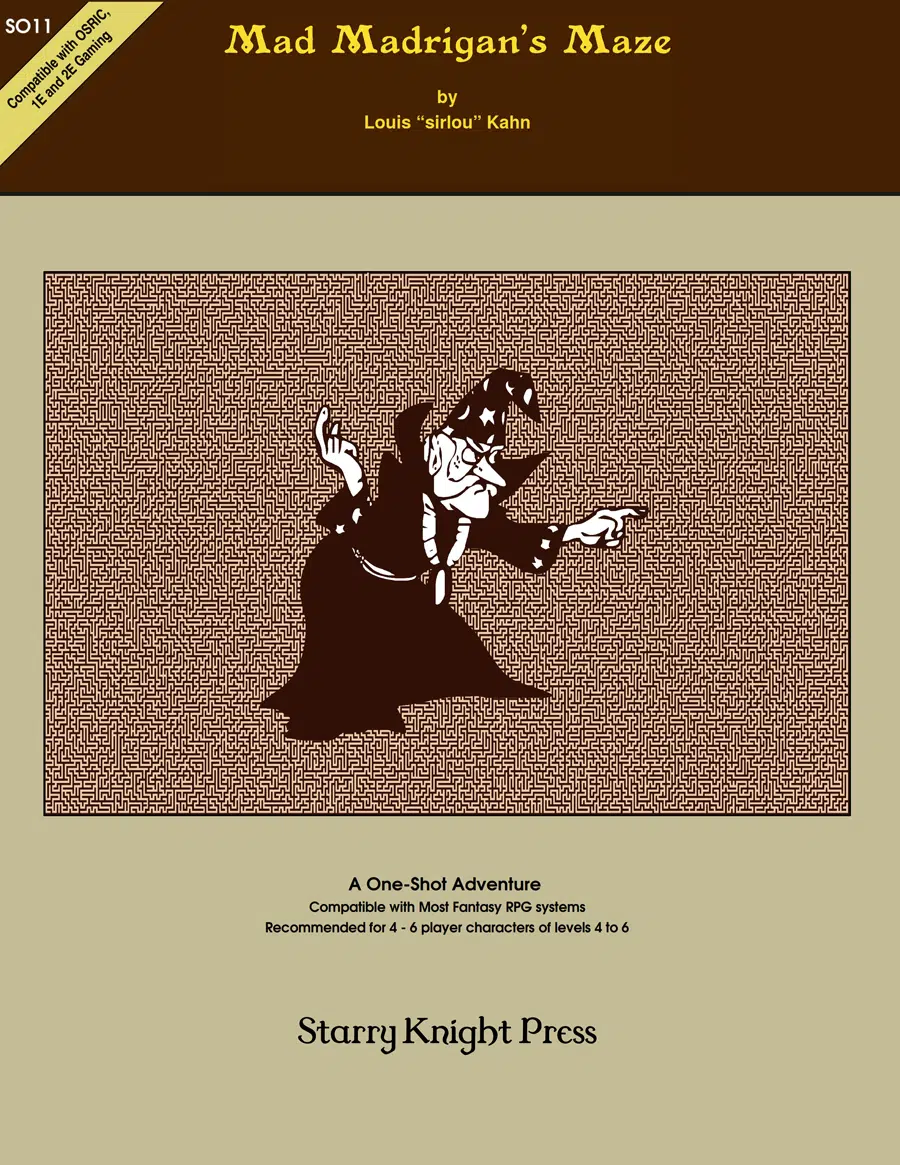 SO11
Compatible with OSRIC,
1E and 2E Gaming
Mad Madrigan's Maze
by
Louis “sirlou” Kahn
A One-Shot Adventure
Compatible with Most Fantasy RPG systems
Recommended for 4 - 6 player characters of levels 4 to 6
Starry Knight Press